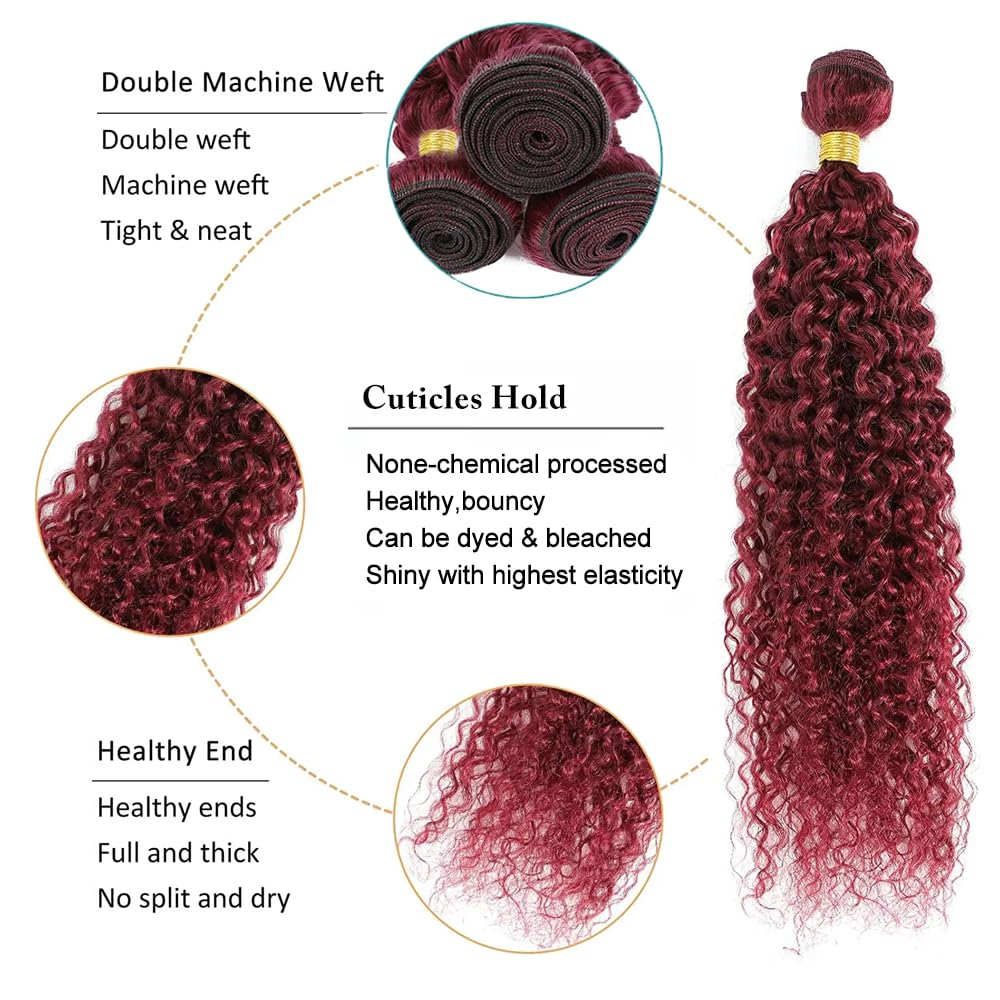 Double Machine Weft
Double weft
Machine weft
Tight & neat
Cuticles Hold
None-chemical processed
Healthy,bouncy
Can be dyed & bleached
Shiny with highest elasticity
Healthy End
Healthy ends
Full and thick
No split and dry